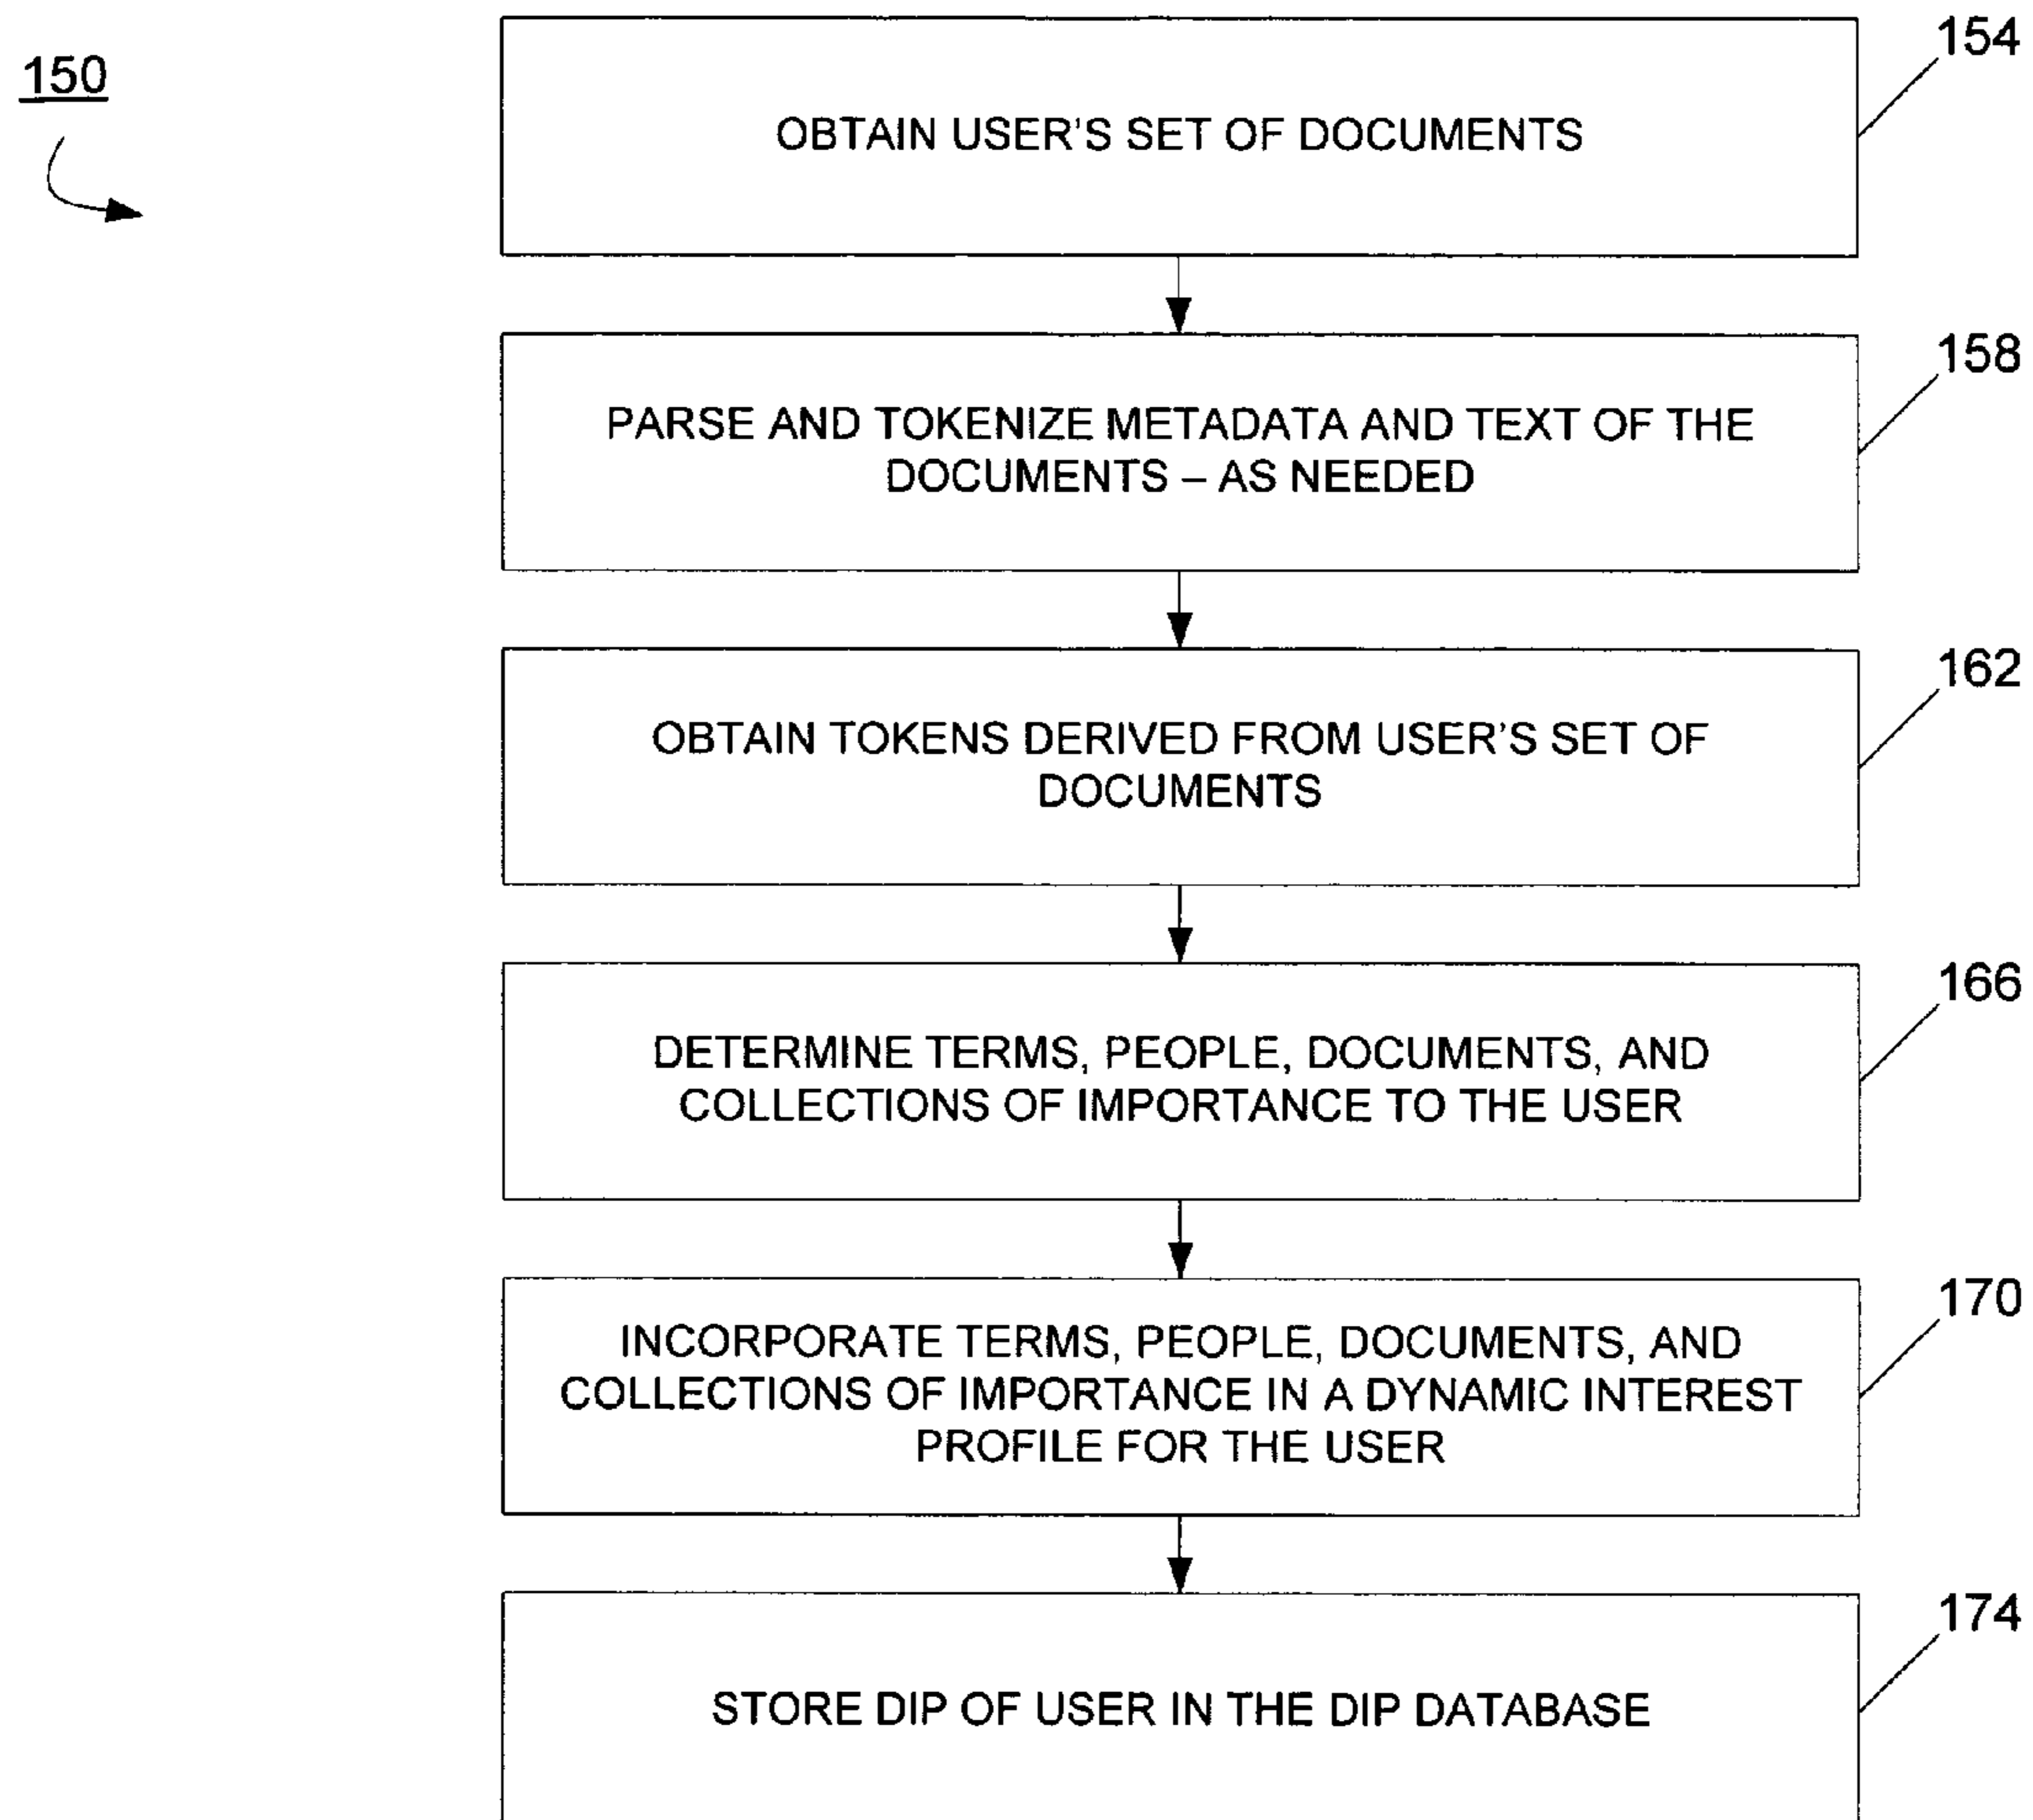 150
154
OBTAIN USER'S SET OF DOCUMENTS
158
PARSE AND TOKENIZE METADATA AND TEXT OF THE
DOCUMENTS – AS NEEDED
162
OBTAIN TOKENS DERIVED FROM USER'S SET OF
DOCUMENTS
166
DETERMINE TERMS, PEOPLE, DOCUMENTS, AND
COLLECTIONS OF IMPORTANCE TO THE USER
170
INCORPORATE TERMS, PEOPLE, DOCUMENTS, AND
COLLECTIONS OF IMPORTANCE IN A DYNAMIC INTEREST
PROFILE FOR THE USER
174
STORE DIP OF USER IN THE DIP DATABASE